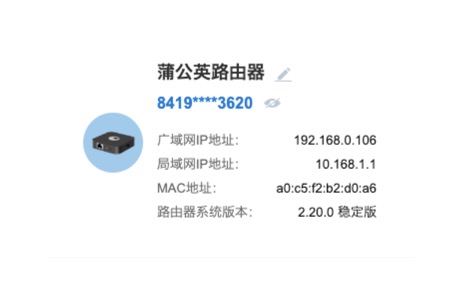 蒲公英路由器
8419****3620
广域网IP地址: 192.168.0.106
局域网IP地址: 10.168.1.1
MAC地址: a0:c5:f2:b2:d0:a6
路由器系统版本: 2.20.0 稳定版